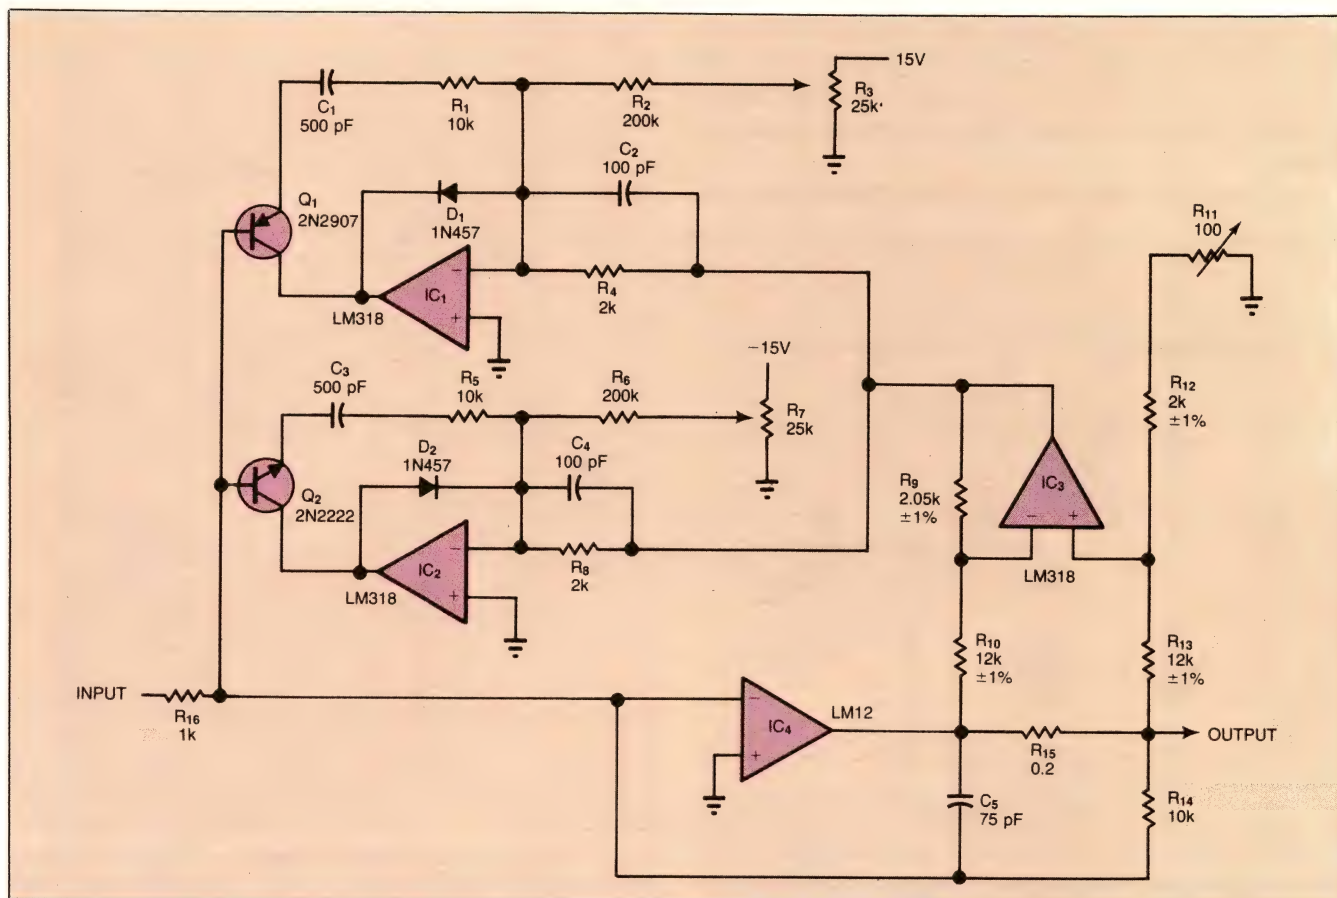 15V
C1
500 pF
R1
10k
R2
200k
R3
25k
C2
100 pF
Q1
2N2907
D1
1N457
R11
100
IC1
−
+
R4
2k
LM318
−15V
C3
500 pF
R5
10k
R6
200k
R7
25k
R12
2k
±1%
D2
1N457
C4
100 pF
Q2
2N2222
R9
2.05k
±1%
IC3
−
+
LM318
IC2
−
+
R8
2k
LM318
R10
12k
±1%
R13
12k
±1%
INPUT
R16
1k
IC4
−
+
LM12
OUTPUT
R15
0.2
C5
75 pF
R14
10k